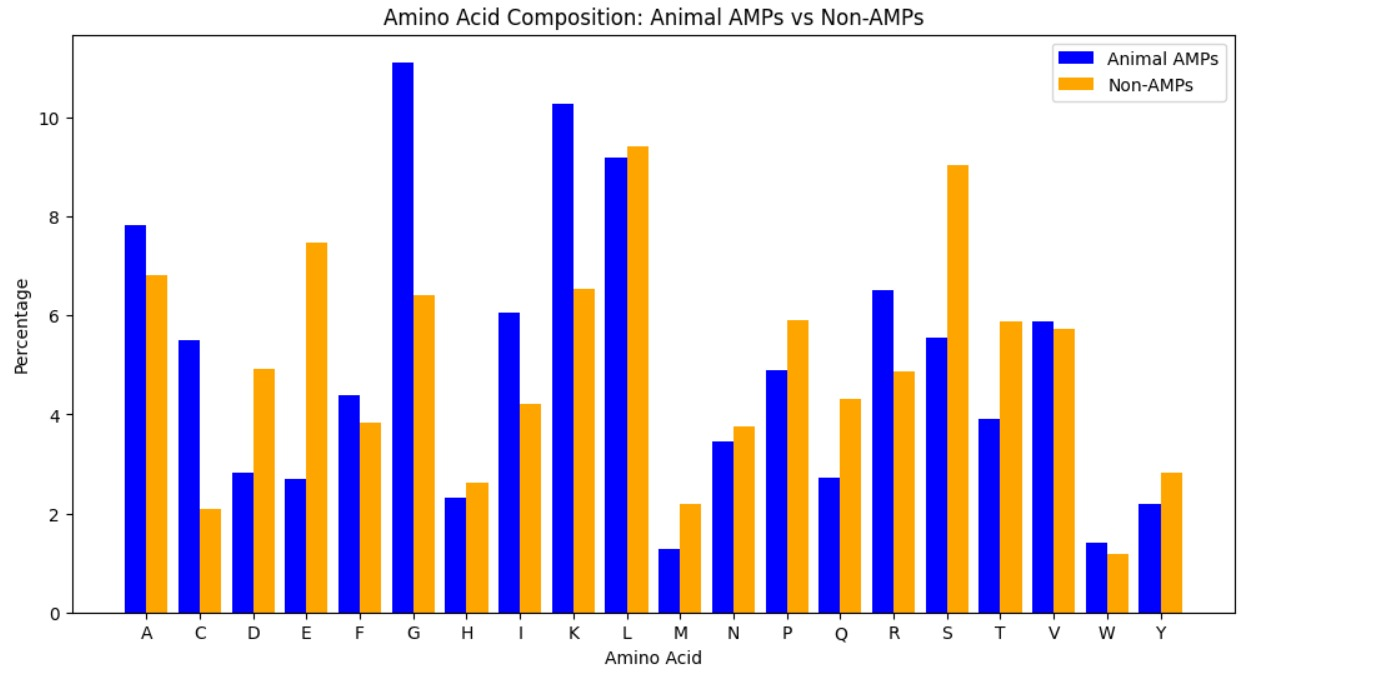 Amino Acid Composition: Animal AMPs vs Non-AMPs
Animal AMPs
Non-AMPs
Percentage
10
8
6
4
2
0
A C D E F G H I K L M N P Q R S T V W Y
Amino Acid